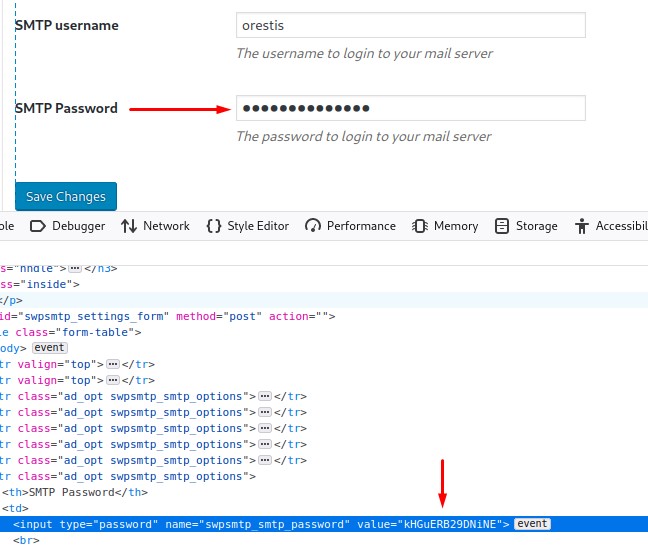 SMTP username
orestis
The username to login to your mail server
SMTP Password
●●●●●●●●●●●●●●
The password to login to your mail server
Save Changes
ole Debugger Network {} Style Editor Performance Memory Storage Accessibil
s="hndle"></h3>
ss="inside">
</p>
id="swpsmtp_settings_form" method="post" action="">
le class="form-table">
ody> event
tr valign="top"></tr>
tr valign="top"></tr>
tr class="ad_opt swpsmtp_smtp_options"></tr>
tr class="ad_opt swpsmtp_smtp_options"></tr>
tr class="ad_opt swpsmtp_smtp_options"></tr>
tr class="ad_opt swpsmtp_smtp_options"></tr>
tr class="ad_opt swpsmtp_smtp_options"></tr>
tr class="ad_opt swpsmtp_smtp_options">
<th>SMTP Password</th>
<td>
<input type="password" name="swpsmtp_smtp_password" value="kHGuERB29DNiNE"> event
<br>